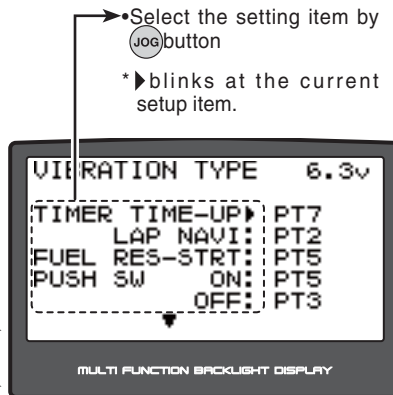 •Select the setting item by
JOG button
*▶blinks at the current
setup item.
VIBRATION TYPE 6.3v
TIMER TIME-UP▶ PT7
LAP NAVI: PT2
FUEL RES-STRT: PT5
PUSH SW ON: PT5
OFF: PT3
▼
MULTI FUNCTION BACKLIGHT DISPLAY